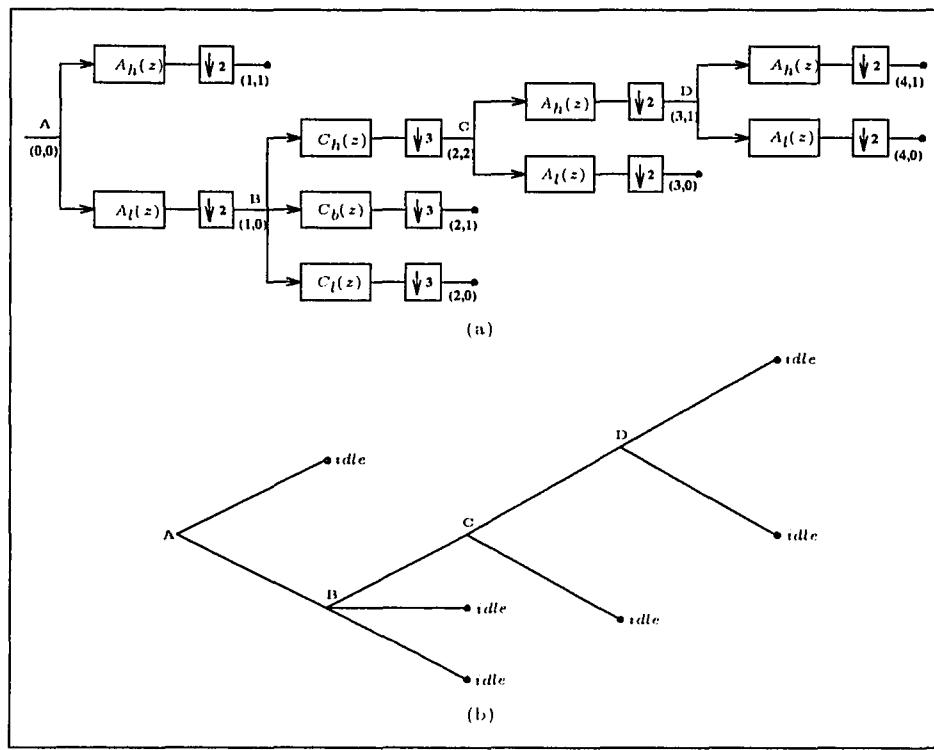 A_h(z) ↓2 (1,1)
A_h(z) ↓2 (4,1)
A_h(z) ↓2 D (3,1)
A (0,0)
C_h(z) ↓3 C (2,2)
A_l(z) ↓2 (4,0)
A_l(z) ↓2 (3,0)
A_l(z) ↓2 B (1,0)
C_b(z) ↓3 (2,1)
C_l(z) ↓3 (2,0)
(a)
idle
D
idle
A
C
idle
B
idle
idle
idle
(b)